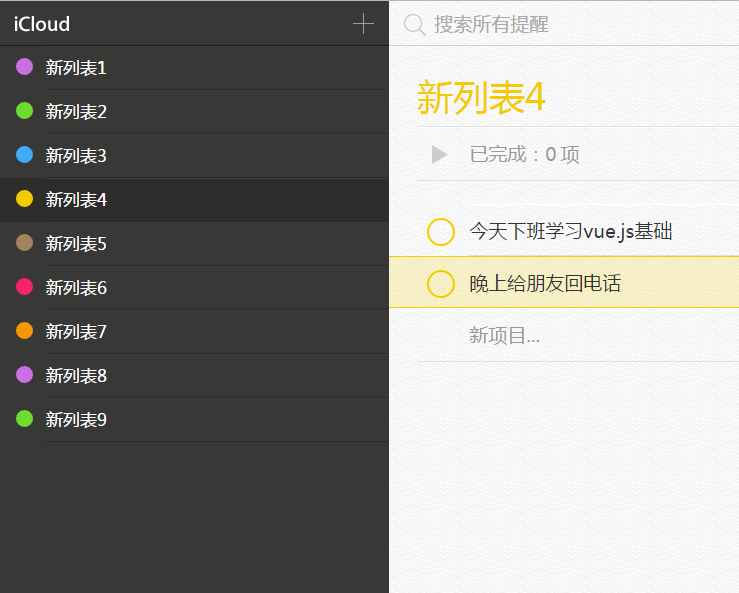 iCloud
新列表1
新列表2
新列表3
新列表4
新列表5
新列表6
新列表7
新列表8
新列表9
搜索所有提醒
新列表4
已完成：0 项
今天下班学习vue.js基础
晚上给朋友回电话
新项目...